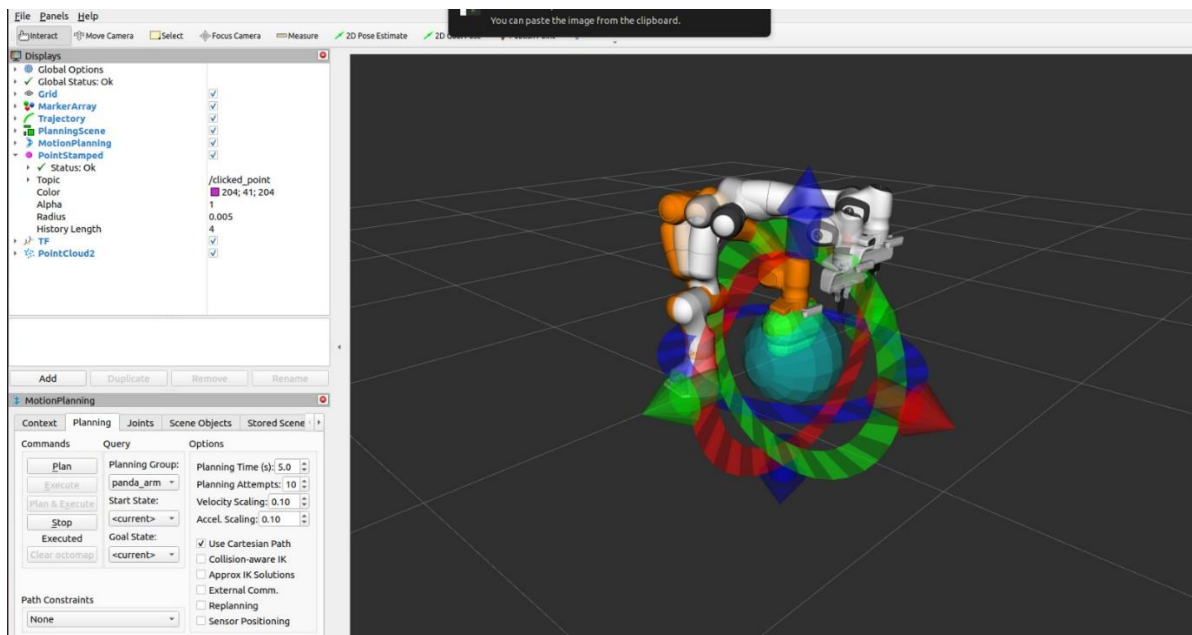 You can paste the image from the clipboard.
File Panels Help
Interact Move Camera Select Focus Camera Measure 2D Pose Estimate
Displays
Global Options
Global Status: Ok
Grid
MarkerArray
Trajectory
PlanningScene
MotionPlanning
PointStamped
Status: Ok
Topic /clicked_point
Color 204; 41; 204
Alpha 1
Radius 0.005
History Length 4
TF
PointCloud2
Add Duplicate Remove Rename
MotionPlanning
Context Planning Joints Scene Objects Stored Scene
Commands Query Options
Plan Planning Group: Planning Time (s): 5.0
Execute panda_arm Planning Attempts: 10
Plan & Execute Start State: Velocity Scaling: 0.10
Stop <current> Accel. Scaling: 0.10
Executed Goal State: Use Cartesian Path
Clear octomap <current> Collision-aware IK
Approx IK Solutions
External Comm.
Path Constraints Replanning
None Sensor Positioning